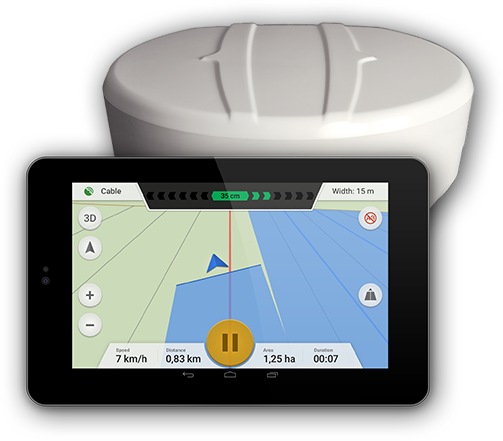 Cable
35 cm
Width: 15 m
3D
Speed
7 km/h
Distance
0,83 km
Area
1,25 ha
Duration
00:07